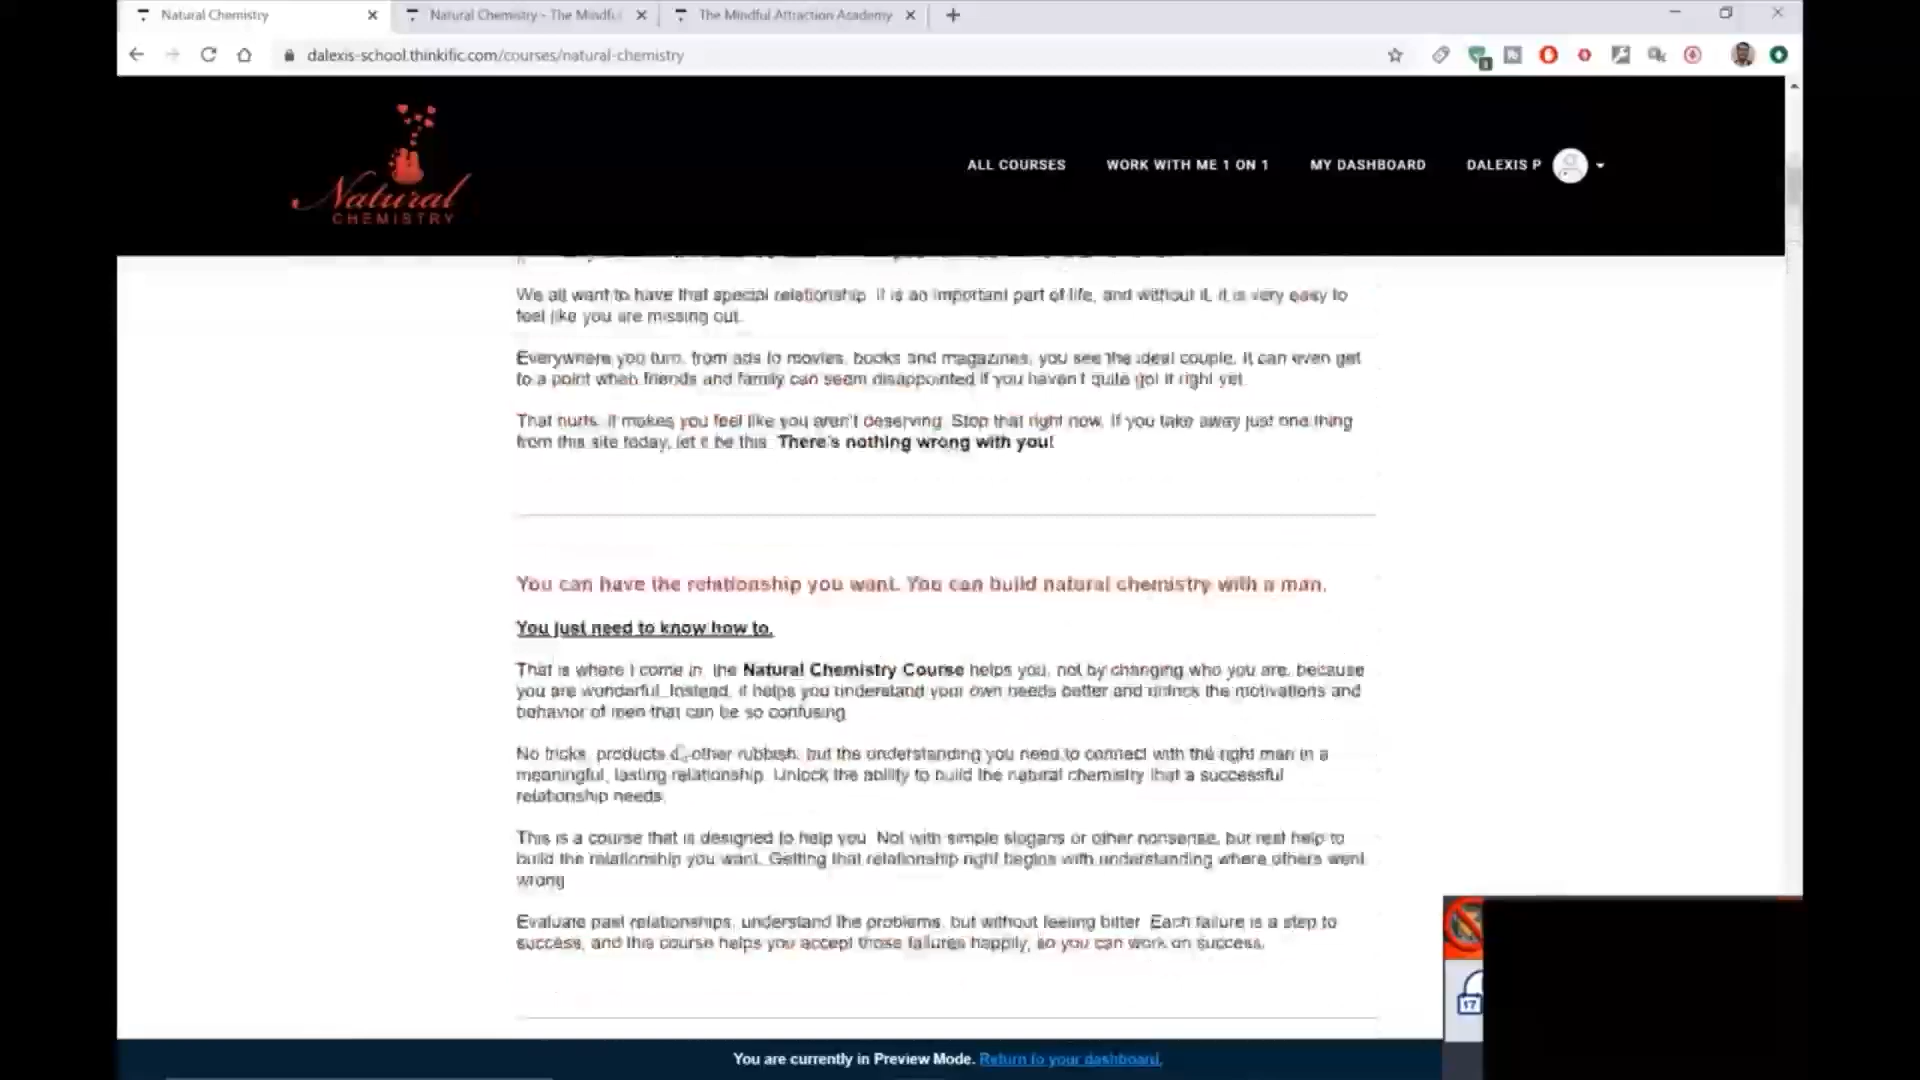 Natural Chemistry
Natural Chemistry - The Mindfu
The Mindful Attraction Academy
dalexis-school.thinkific.com/courses/natural-chemistry
Natural
CHEMISTRY
ALL COURSES
WORK WITH ME 1 ON 1
MY DASHBOARD
DALEXIS P
We all want to have that special relationship. It is an important part of life, and without it, it is very easy to
feel like you are missing out.
Everywhere you turn, from ads to movies, books and magazines, you see the ideal couple. It can even get
to a point when friends and family can seem disappointed if you haven't quite got it right yet.
That hurts. It makes you feel like you aren't deserving. Stop that right now. If you take away just one thing
from this site today, let it be this. There's nothing wrong with you!
You can have the relationship you want. You can build natural chemistry with a man.
You just need to know how to.
That is where I come in, the Natural Chemistry Course helps you, not by changing who you are, because
you are wonderful. Instead, it helps you understand your own needs better and unlock the motivations and
behavior of men that can be so confusing.
No tricks, products or other rubbish, but the understanding you need to connect with the right man in a
meaningful, lasting relationship. Unlock the ability to build the natural chemistry that a successful
relationship needs.
This is a course that is designed to help you. Not with simple slogans or other nonsense, but real help to
build the relationship you want. Getting that relationship right begins with understanding where others went
wrong.
Evaluate past relationships, understand the problems, but without feeling bitter. Each failure is a step to
success, and this course helps you accept those failures happily, so you can work on success.
17
You are currently in Preview Mode. Return to your dashboard.